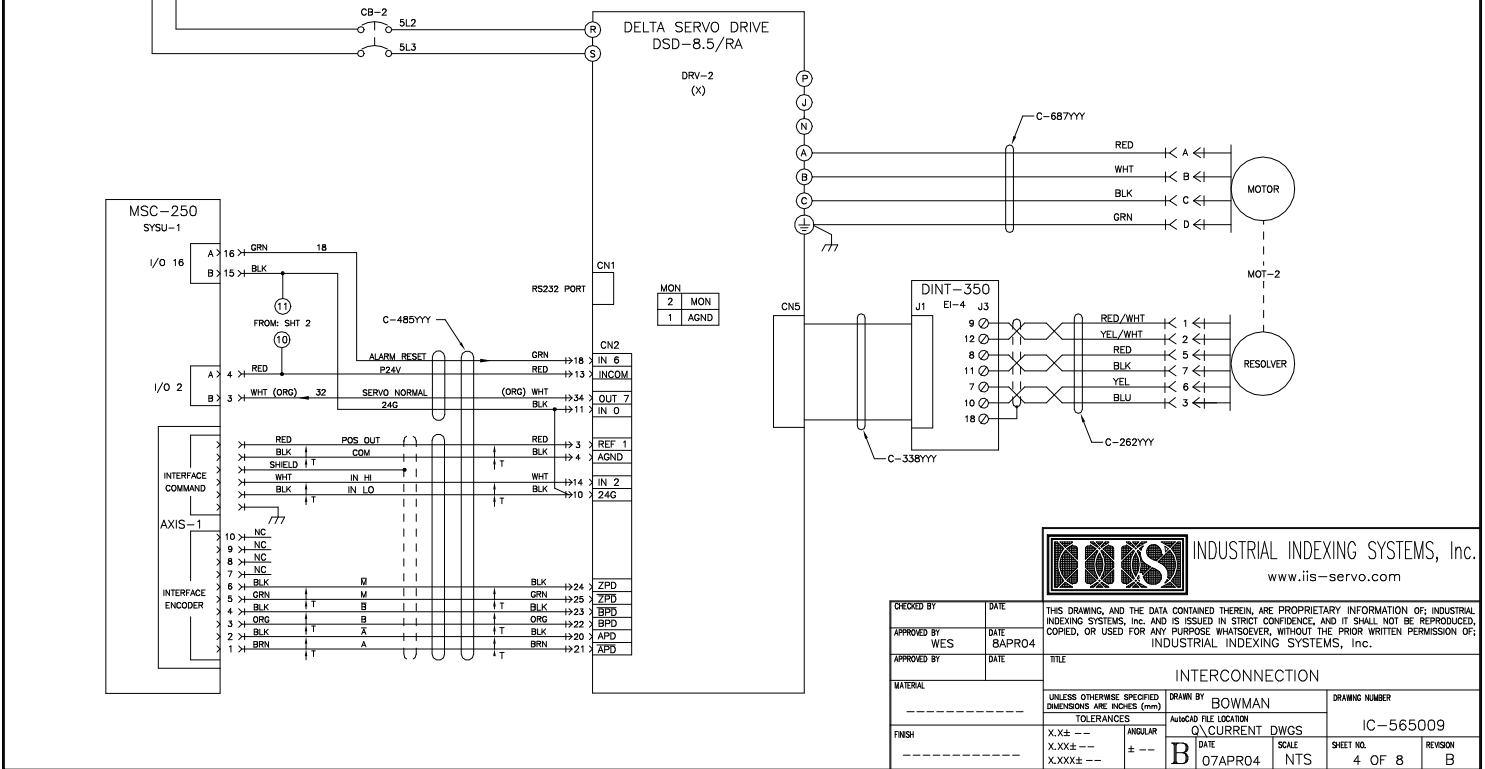 CB-2
5L2
5L3
R
S
DELTA SERVO DRIVE
DSD-8.5/RA
DRV-2
(X)
P
J
N
A
B
C
C-687YYY
RED
A
WHT
B
BLK
C
GRN
D
MOTOR
MOT-2
RESOLVER
MSC-250
SYSU-1
I/O 16
A 16 GRN 18
B 15 BLK
11
FROM: SHT 2
10
C-485YYY
I/O 2
A 4 RED
B 3 WHT (ORG) 32
ALARM RESET
P24V
SERVO NORMAL
24G
GRN 18 IN 6
RED 13 INCOM
(ORG) WHT 34 OUT 7
BLK 11 IN 0
CN1
RS232 PORT
MON
2 MON
1 AGND
CN2
CN5
DINT-350
J1 EI-4 J3
9
12
8
11
7
10
18
RED/WHT 1
YEL/WHT 2
RED 5
BLK 7
YEL 6
BLU 3
C-262YYY
C-338YYY
INTERFACE
COMMAND
RED POS OUT RED 3 REF 1
BLK T COM BLK T 4 AGND
SHIELD
WHT IN HI WHT 14 IN 2
BLK T IN LO BLK T 10 24G
AXIS-1
INTERFACE
ENCODER
10 NC
9 NC
8 NC
7 NC
6 BLK M̅ BLK 24 ZPD
5 GRN T M GRN T 25 Z̅P̅D̅
4 BLK B̅ BLK 23 B̅P̅D̅
3 ORG T B ORG T 22 BPD
2 BLK A̅ BLK 20 APD
1 BRN T A BRN T 21 A̅P̅D̅
IIS
INDUSTRIAL INDEXING SYSTEMS, Inc.
www.iis-servo.com
CHECKED BY DATE
APPROVED BY WES DATE 8APR04
APPROVED BY DATE
MATERIAL
FINISH
THIS DRAWING, AND THE DATA CONTAINED THEREIN, ARE PROPRIETARY INFORMATION OF; INDUSTRIAL
INDEXING SYSTEMS, Inc. AND IS ISSUED IN STRICT CONFIDENCE, AND IT SHALL NOT BE REPRODUCED,
COPIED, OR USED FOR ANY PURPOSE WHATSOEVER, WITHOUT THE PRIOR WRITTEN PERMISSION OF;
INDUSTRIAL INDEXING SYSTEMS, Inc.
TITLE
INTERCONNECTION
UNLESS OTHERWISE SPECIFIED
DIMENSIONS ARE INCHES (mm)
TOLERANCES
X.X± --
X.XX± --
X.XXX± --
ANGULAR
± --
DRAWN BY BOWMAN
AutoCAD FILE LOCATION
Q\CURRENT DWGS
B
DATE
07APR04
SCALE
NTS
DRAWING NUMBER
IC-565009
SHEET NO.
4 OF 8
REVISION
B